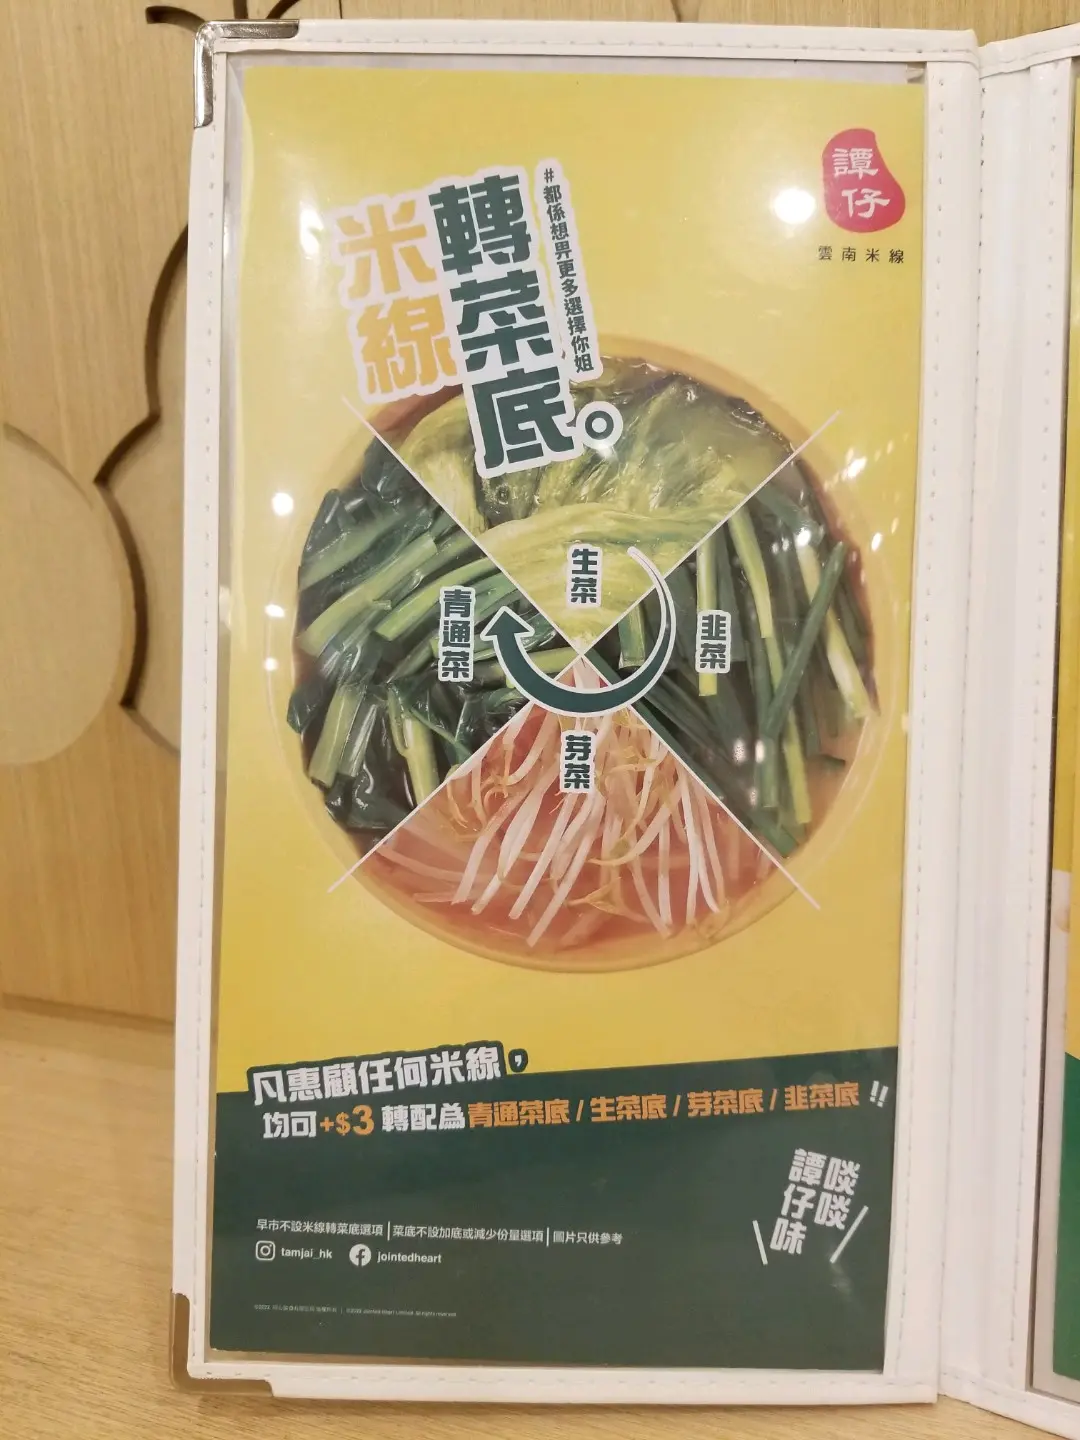 譚
仔
雲南米線
#都係想畀更多選擇你姐
轉菜底。
米線
生菜
青通菜
韭菜
芽菜
凡惠顧任何米線，
均可+$3轉配為青通菜底/生菜底/芽菜底/韭菜底!!
啖啖
譚仔味
早市不設米線轉菜底選項|菜底不設加底或減少份量選項|圖片只供參考
tamjai_hk jointedheart